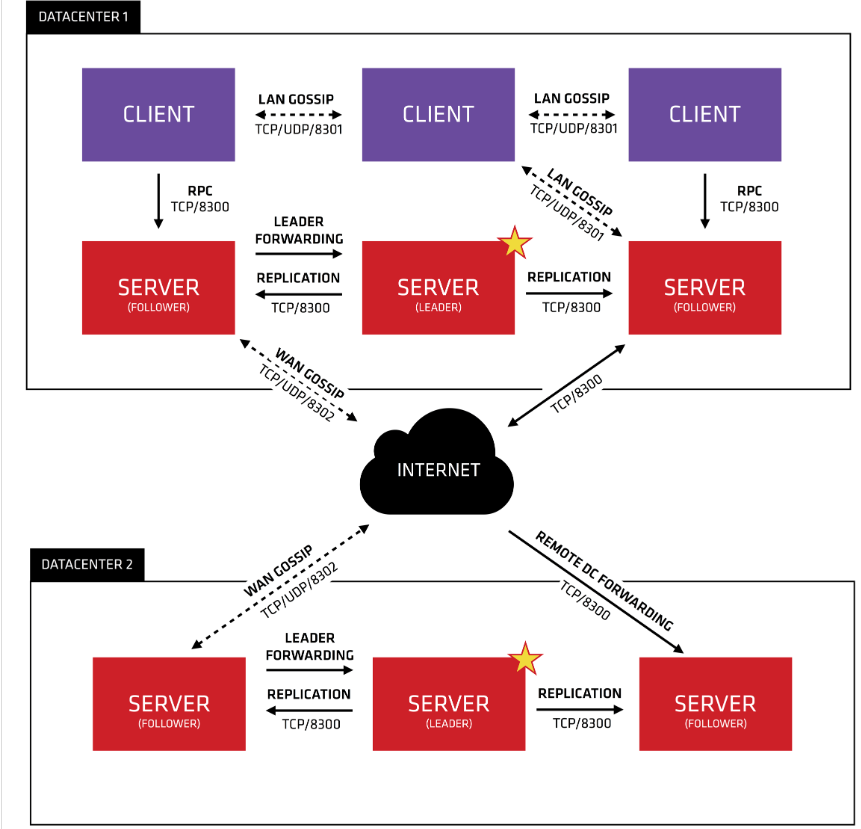 DATACENTER 1
CLIENT
LAN GOSSIP
TCP/UDP/8301
CLIENT
LAN GOSSIP
TCP/UDP/8301
CLIENT
RPC
TCP/8300
LAN GOSSIP
TCP/UDP/8301
RPC
TCP/8300
LEADER
FORWARDING
SERVER
(FOLLOWER)
REPLICATION
TCP/8300
SERVER
(LEADER)
REPLICATION
TCP/8300
SERVER
(FOLLOWER)
WAN GOSSIP
TCP/UDP/8302
TCP/8300
INTERNET
DATACENTER 2
WAN GOSSIP
TCP/UDP/8302
REMOTE DC FORWARDING
TCP/8300
LEADER
FORWARDING
SERVER
(FOLLOWER)
REPLICATION
TCP/8300
SERVER
(LEADER)
REPLICATION
TCP/8300
SERVER
(FOLLOWER)